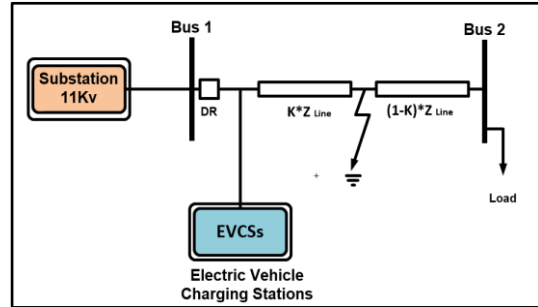 Bus 1
Bus 2
Substation
11Kv
DR
K*Z Line
(1-K)*Z Line
Load
EVCSs
Electric Vehicle
Charging Stations